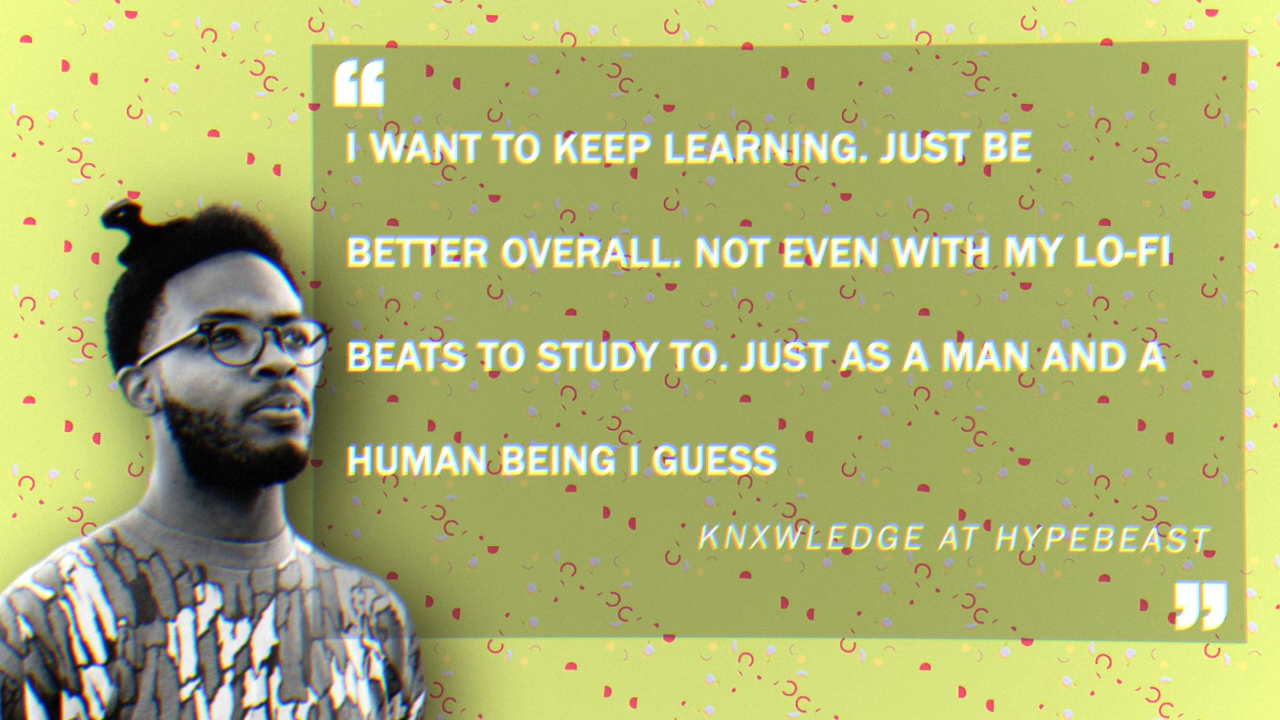 “
I WANT TO KEEP LEARNING. JUST BE
BETTER OVERALL. NOT EVEN WITH MY LO-FI
BEATS TO STUDY TO. JUST AS A MAN AND A
HUMAN BEING I GUESS
KNXWLEDGE AT HYPEBEAST
”